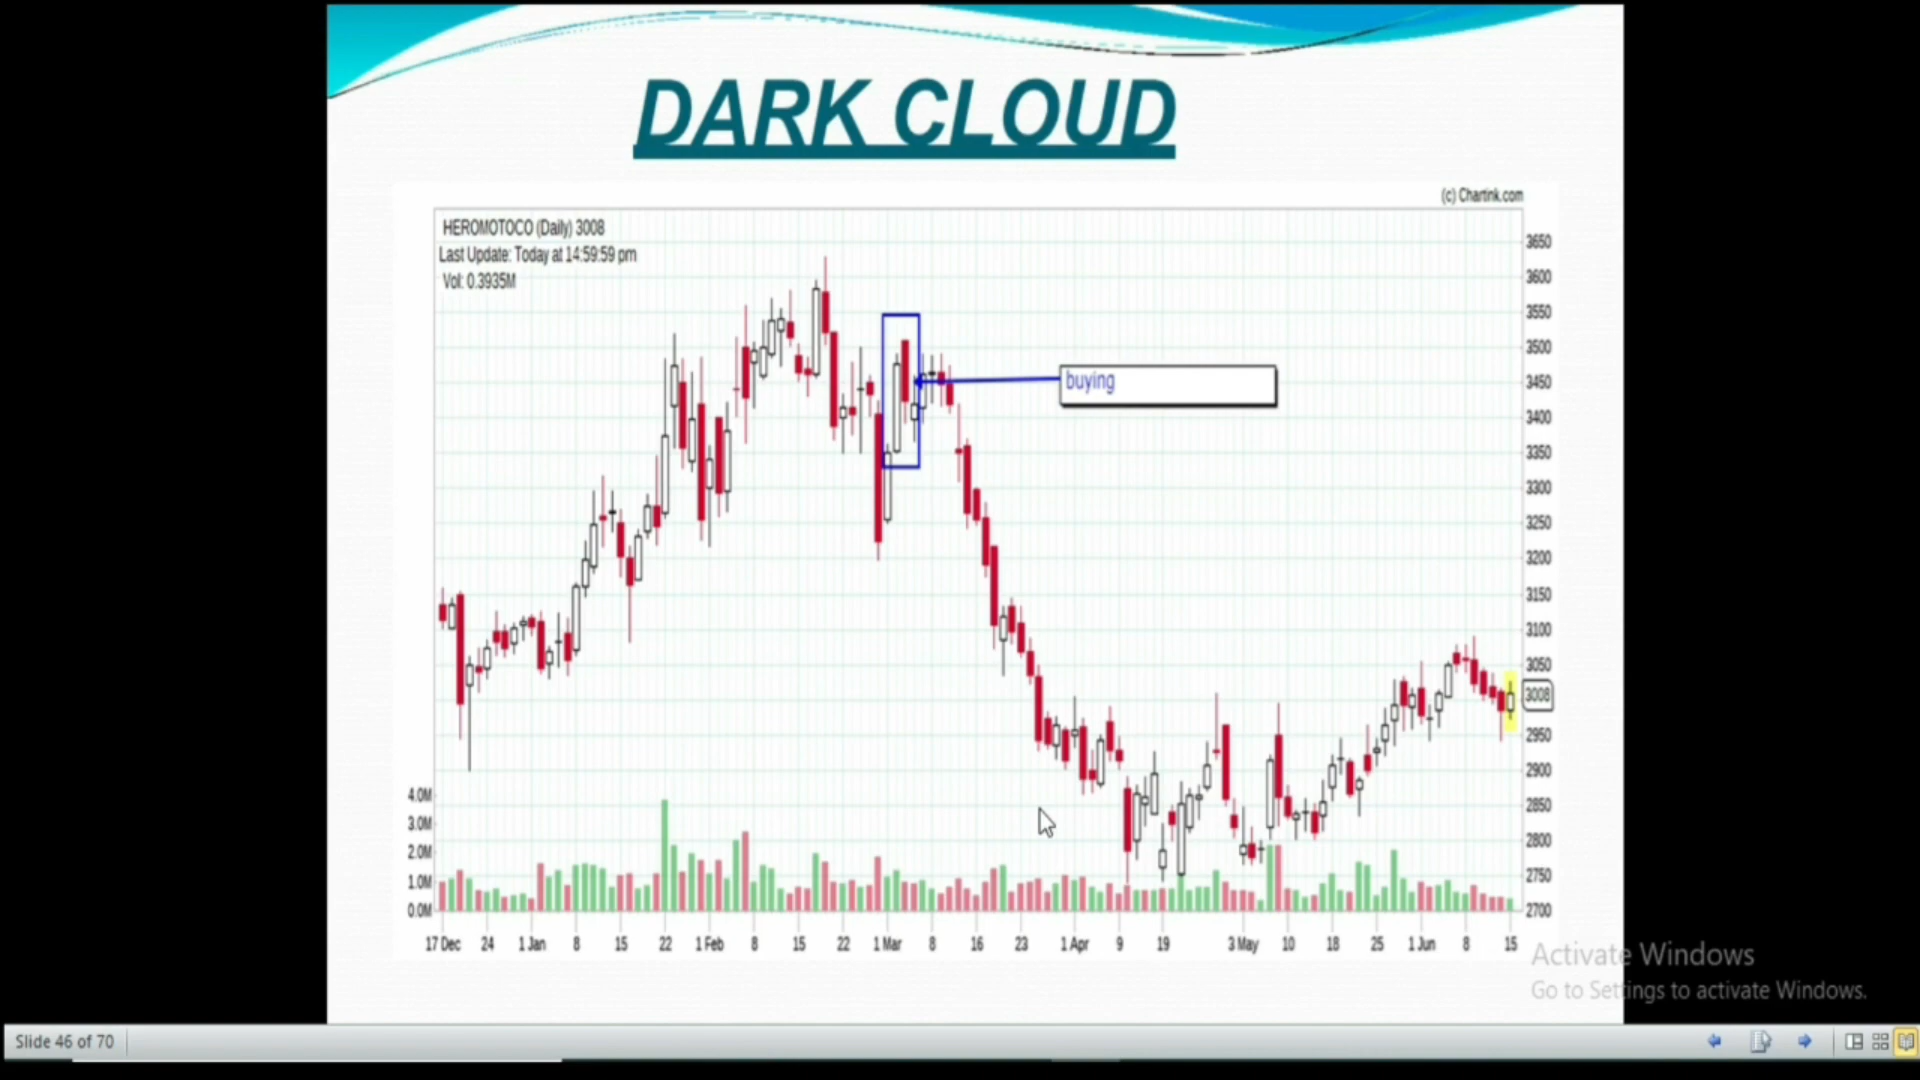 DARK CLOUD
(c) Chartink.com
HEROMOTOCO (Daily) 3008
Last Update: Today at 14:59:59 pm
Vol: 0.3935M
buying
3650
3600
3550
3500
3450
3400
3350
3300
3250
3200
3150
3100
3050
3008
2950
2900
2850
2800
2750
2700
4.0M
3.0M
2.0M
1.0M
0.0M
17 Dec 24 1 Jan 8 15 22 1 Feb 8 15 22 1 Mar 8 16 23 1 Apr 9 19 3 May 10 18 25 1 Jun 8 15
Activate Windows
Go to Settings to activate Windows.
Slide 46 of 70